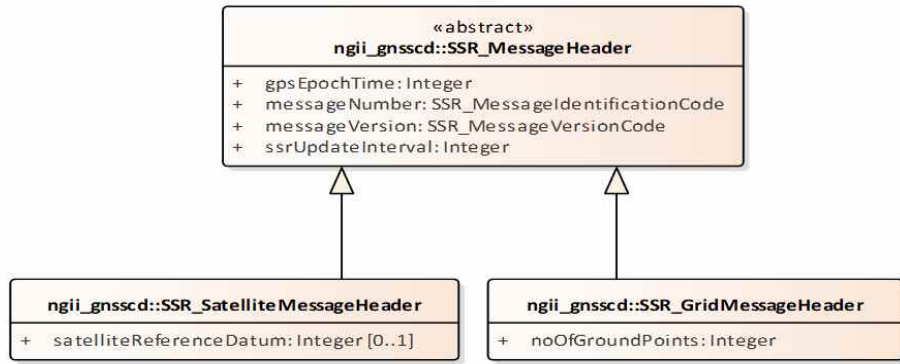 «abstract»
ngii_gnsscd::SSR_MessageHeader
+ gpsEpochTime: Integer
+ messageNumber: SSR_MessageIdentificationCode
+ messageVersion: SSR_MessageVersionCode
+ ssrUpdateInterval: Integer
ngii_gnsscd::SSR_SatelliteMessageHeader
+ satelliteReferenceDatum: Integer [0..1]
ngii_gnsscd::SSR_GridMessageHeader
+ noOfGroundPoints: Integer